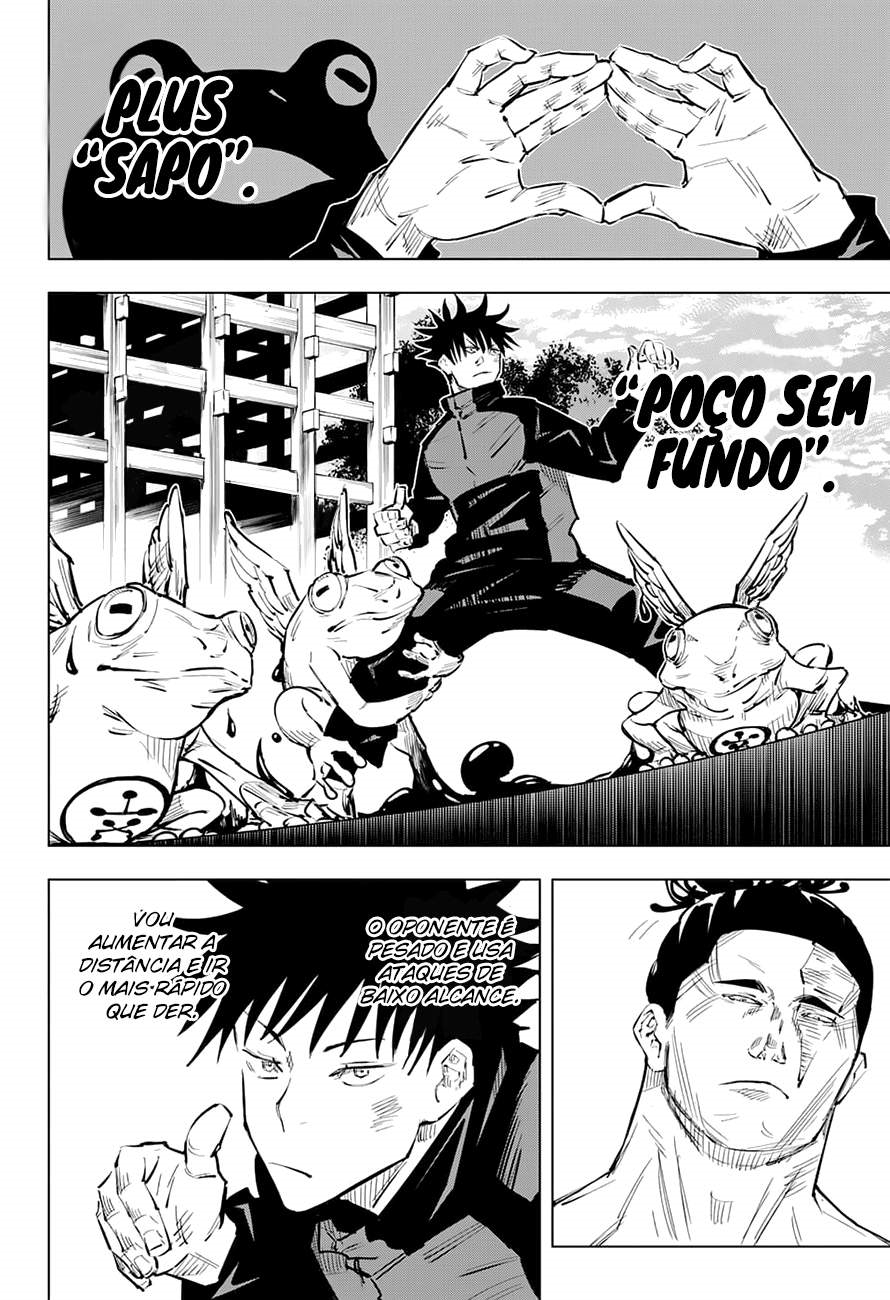 PLUS
“SAPO”.
“POÇO SEM
FUNDO”.
O OPONENTE É
PESADO E USA
ATAQUES DE
BAIXO ALCANCE.
VOU
AUMENTAR A
DISTÂNCIA E IR
O MAIS RÁPIDO
QUE DER.